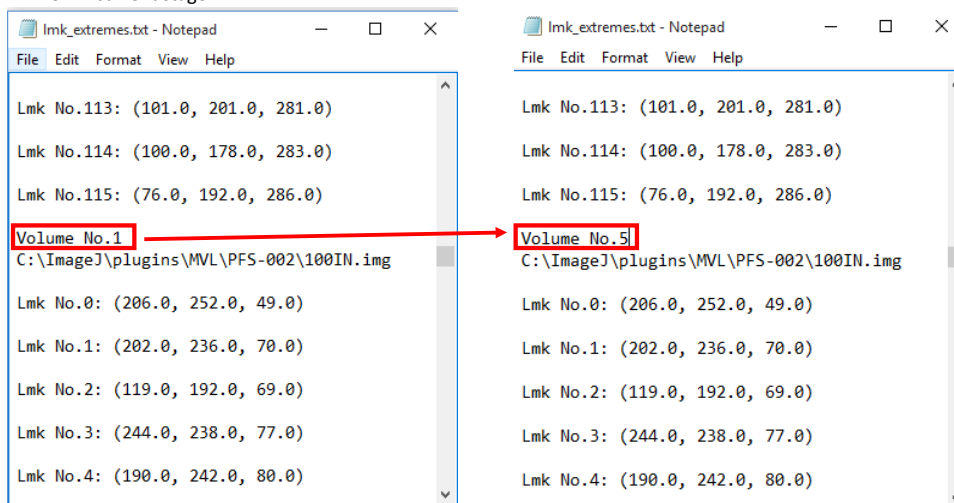 lmk_extremes.txt - Notepad
File Edit Format View Help
Lmk No.113: (101.0, 201.0, 281.0)
Lmk No.114: (100.0, 178.0, 283.0)
Lmk No.115: (76.0, 192.0, 286.0)
Volume No.1
C:\ImageJ\plugins\MVL\PFS-002\100IN.img
Lmk No.0: (206.0, 252.0, 49.0)
Lmk No.1: (202.0, 236.0, 70.0)
Lmk No.2: (119.0, 192.0, 69.0)
Lmk No.3: (244.0, 238.0, 77.0)
Lmk No.4: (190.0, 242.0, 80.0)
lmk_extremes.txt - Notepad
File Edit Format View Help
Lmk No.113: (101.0, 201.0, 281.0)
Lmk No.114: (100.0, 178.0, 283.0)
Lmk No.115: (76.0, 192.0, 286.0)
Volume No.5
C:\ImageJ\plugins\MVL\PFS-002\100IN.img
Lmk No.0: (206.0, 252.0, 49.0)
Lmk No.1: (202.0, 236.0, 70.0)
Lmk No.2: (119.0, 192.0, 69.0)
Lmk No.3: (244.0, 238.0, 77.0)
Lmk No.4: (190.0, 242.0, 80.0)